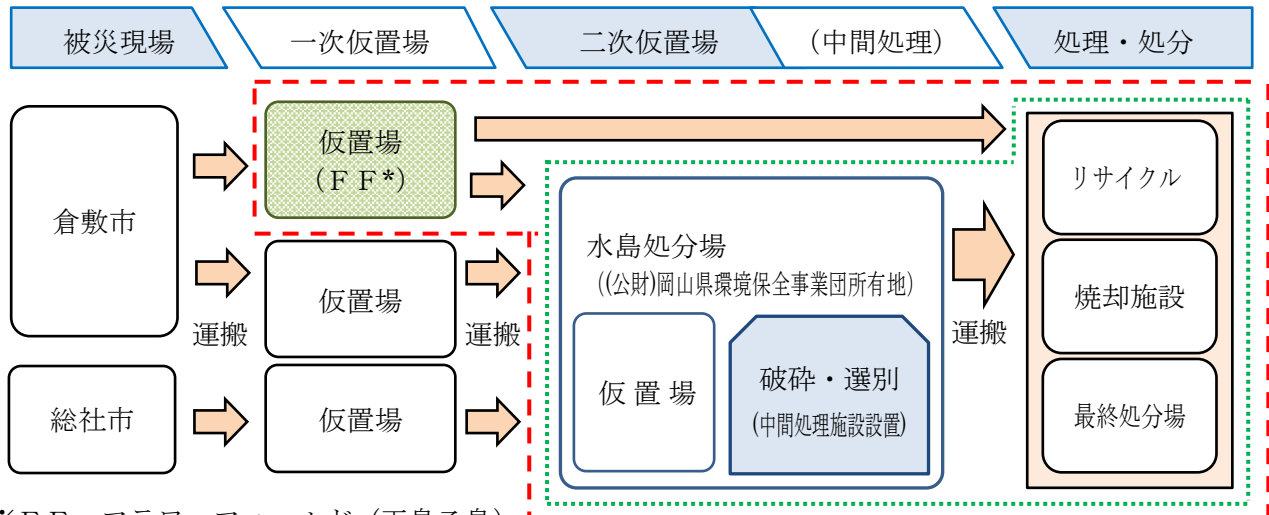 被災現場
一次仮置場
二次仮置場
(中間処理)
処理・処分
倉敷市
仮置場
(ＦＦ*)
仮置場
運搬
運搬
総社市
仮置場
水島処分場
((公財)岡山県環境保全事業団所有地)
仮置場
破砕・選別
(中間処理施設設置)
運搬
リサイクル
焼却施設
最終処分場